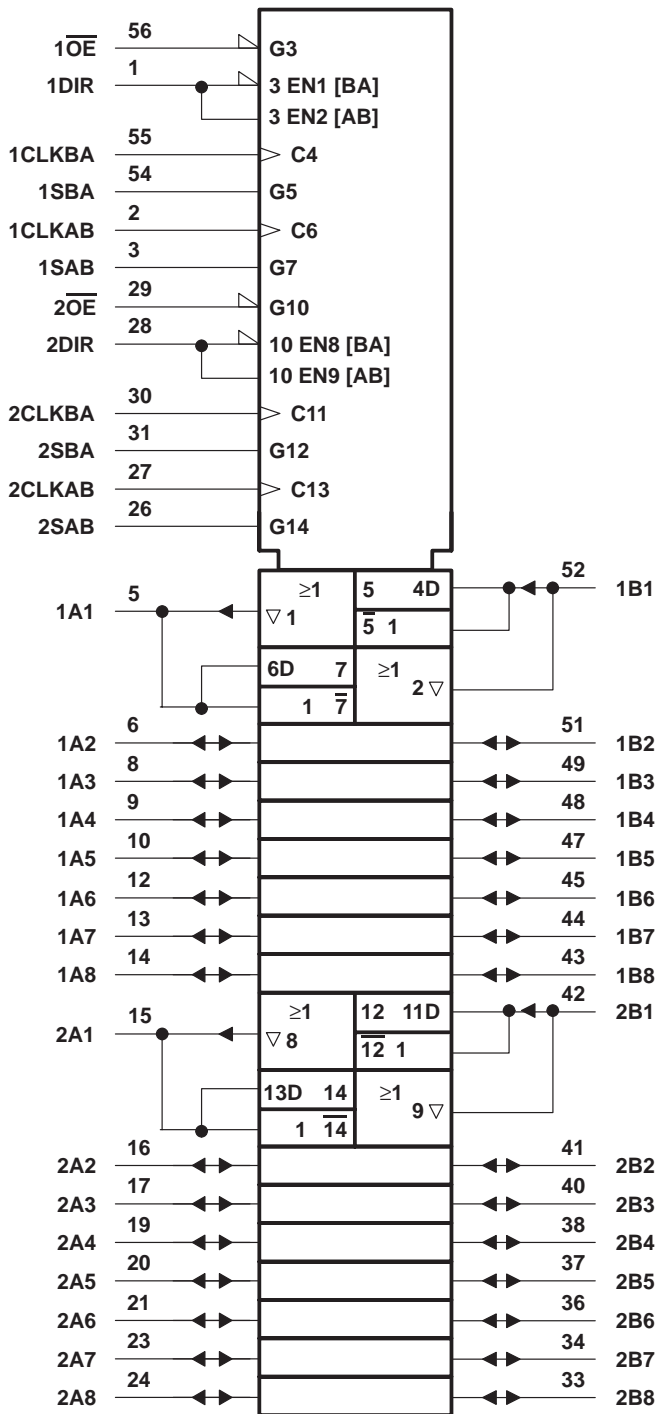 56
1O̅E̅ G3
1
1DIR 3 EN1 [BA]
3 EN2 [AB]
55
1CLKBA C4
54
1SBA G5
2
1CLKAB C6
3
1SAB G7
29
2O̅E̅ G10
28
2DIR 10 EN8 [BA]
10 EN9 [AB]
30
2CLKBA C11
31
2SBA G12
27
2CLKAB C13
26
2SAB G14
5 ≥1 5 4D 52
1A1 ▽ 1 5̅ 1 1B1
6D 7 ≥1
1 7̅ 2 ▽
6 51
1A2 1B2
8 49
1A3 1B3
9 48
1A4 1B4
10 47
1A5 1B5
12 45
1A6 1B6
13 44
1A7 1B7
14 43
1A8 1B8
15 ≥1 12 11D 42
2A1 ▽ 8 1̅2̅ 1 2B1
13D 14 ≥1
1 1̅4̅ 9 ▽
16 41
2A2 2B2
17 40
2A3 2B3
19 38
2A4 2B4
20 37
2A5 2B5
21 36
2A6 2B6
23 34
2A7 2B7
24 33
2A8 2B8